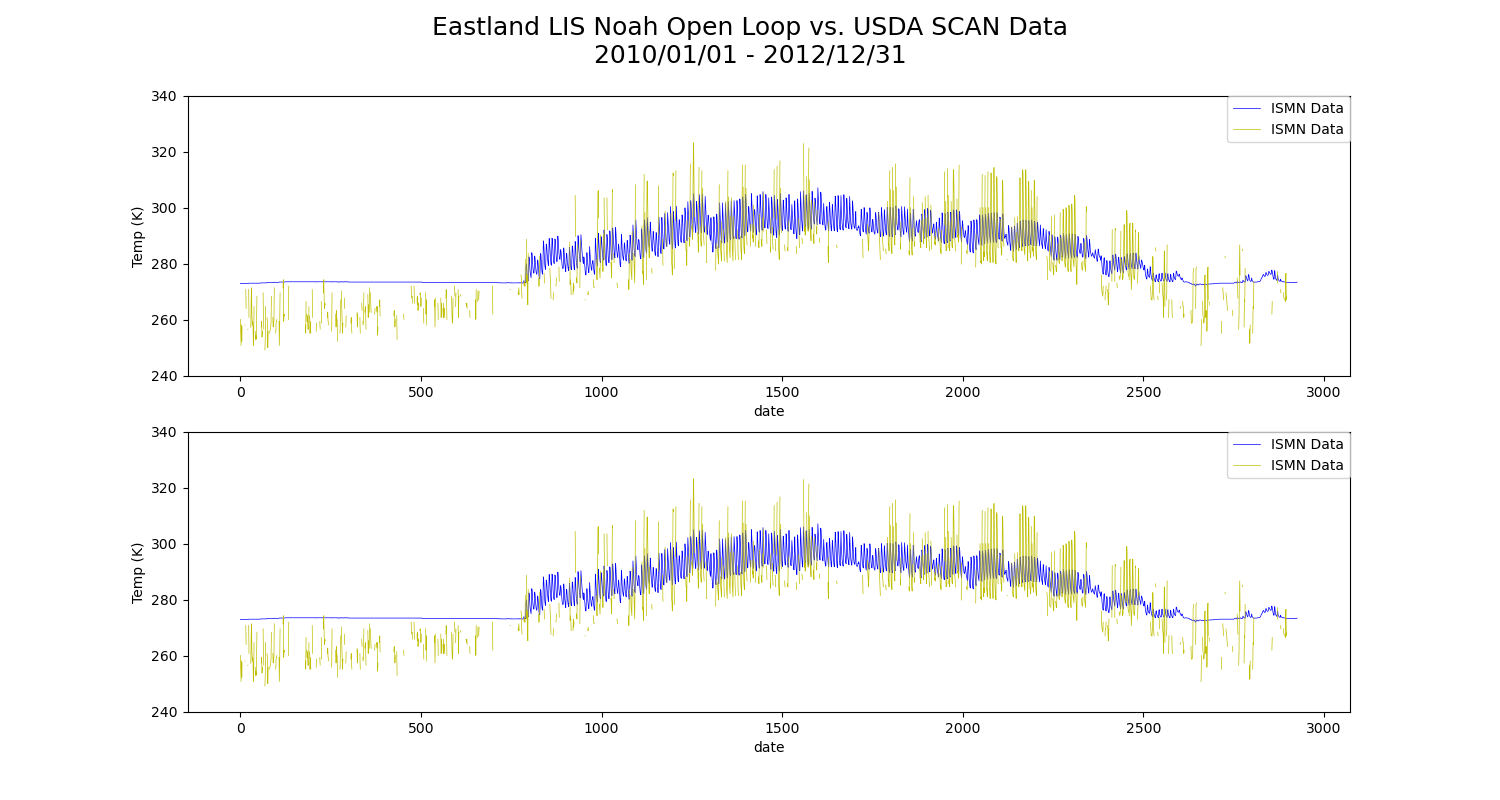 Eastland LIS Noah Open Loop vs. USDA SCAN Data
2010/01/01 - 2012/12/31
340
320
300
280
260
240
Temp (K)
ISMN Data
ISMN Data
0 500 1000 1500 2000 2500 3000
date
340
320
300
280
260
240
Temp (K)
ISMN Data
ISMN Data
0 500 1000 1500 2000 2500 3000
date